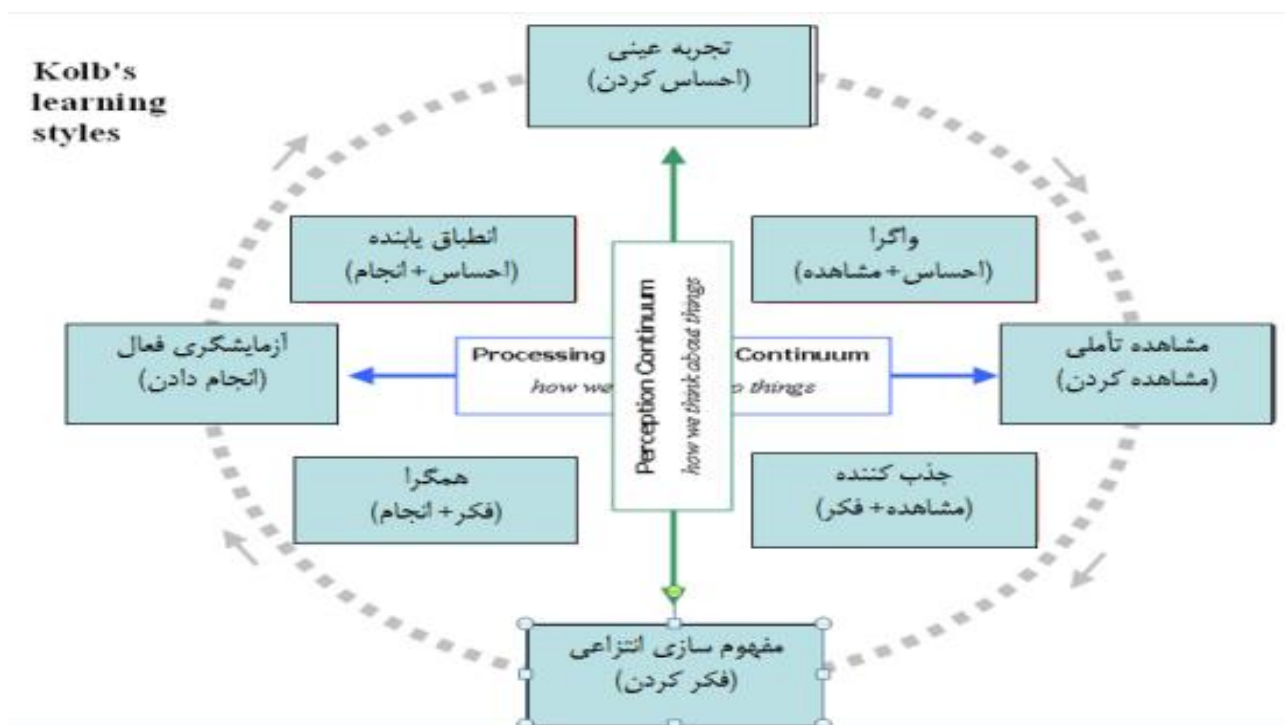 Kolb's
learning
styles
تجربه عینی
(احساس کردن)
انطباق یابنده
(احساس+ انجام)
واگرا
(احساس+ مشاهده)
آزمایشگری فعال
(انجام دادن)
Processing Continuum
how we things
Perception Continuum
how we think about things
مشاهده تأملی
(مشاهده کردن)
همگرا
(فکر+ انجام)
جذب کننده
(مشاهده+ فکر)
مفهوم سازی انتزاعی
(فکر کردن)